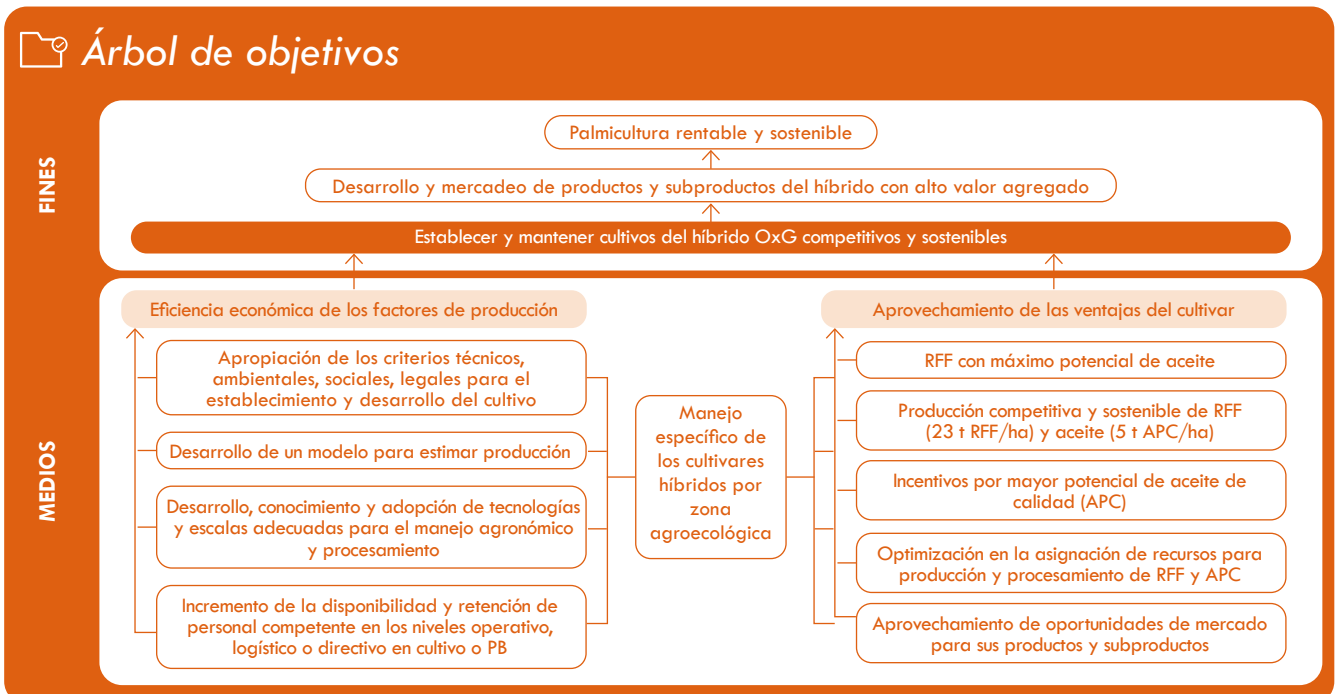 Árbol de objetivos
FINES
Palmicultura rentable y sostenible
Desarrollo y mercadeo de productos y subproductos del híbrido con alto valor agregado
Establecer y mantener cultivos del híbrido OxG competitivos y sostenibles
MEDIOS
Eficiencia económica de los factores de producción
Apropiación de los criterios técnicos,
ambientales, sociales, legales para el
establecimiento y desarrollo del cultivo
Desarrollo de un modelo para estimar producción
Desarrollo, conocimiento y adopción de tecnologías
y escalas adecuadas para el manejo agronómico
y procesamiento
Incremento de la disponibilidad y retención de
personal competente en los niveles operativo,
logístico o directivo en cultivo o PB
Manejo
específico de
los cultivares
híbridos por
zona
agroecológica
Aprovechamiento de las ventajas del cultivar
RFF con máximo potencial de aceite
Producción competitiva y sostenible de RFF
(23 t RFF/ha) y aceite (5 t APC/ha)
Incentivos por mayor potencial de aceite de
calidad (APC)
Optimización en la asignación de recursos para
producción y procesamiento de RFF y APC
Aprovechamiento de oportunidades de mercado
para sus productos y subproductos